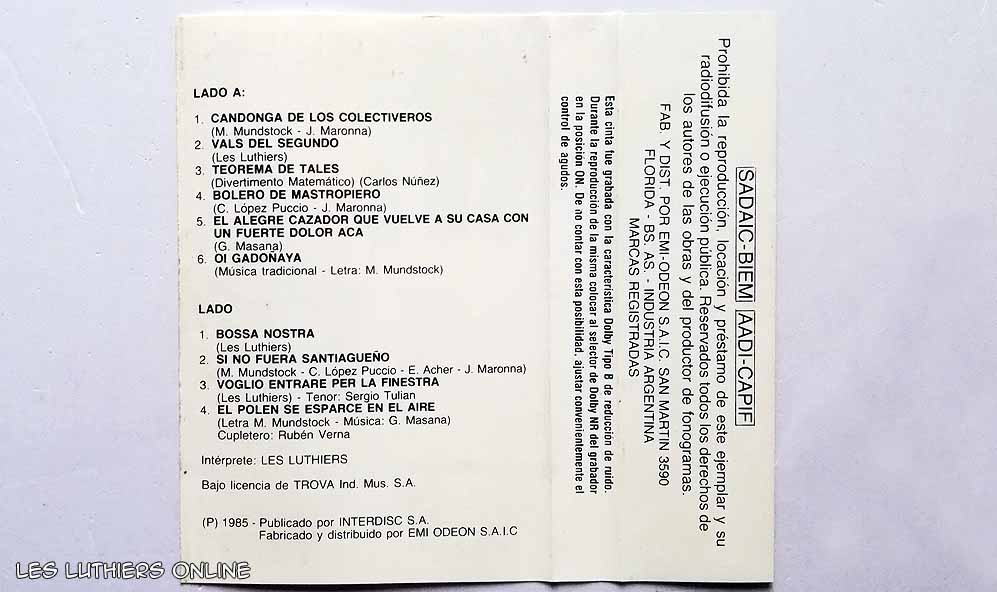 LADO A:
1. CANDONGA DE LOS COLECTIVEROS
(M. Mundstock - J. Maronna)
2. VALS DEL SEGUNDO
(Les Luthiers)
3. TEOREMA DE TALES
(Divertimento Matemático) (Carlos Núñez)
4. BOLERO DE MASTROPIERO
(C. López Puccio - J. Maronna)
5. EL ALEGRE CAZADOR QUE VUELVE A SU CASA CON
UN FUERTE DOLOR ACA
(G. Masana)
6. OI GADOÑAYA
(Música tradicional - Letra: M. Mundstock)
LADO
1. BOSSA NOSTRA
(Les Luthiers)
2. SI NO FUERA SANTIAGUEÑO
(M. Mundstock - C. López Puccio - E. Acher - J. Maronna)
3. VOGLIO ENTRARE PER LA FINESTRA
(Les Luthiers) - Tenor: Sergio Tulian
4. EL POLEN SE ESPARCE EN EL AIRE
(Letra M. Mundstock - Música: G. Masana)
Cupletero: Rubén Verna
Intérprete: LES LUTHIERS
Bajo licencia de TROVA Ind. Mus. S.A.
(P) 1985 - Publicado por INTERDISC S.A.
Fabricado y distribuido por EMI ODEON S.A.I.C
Esta cinta fue grabada con la característica Dolby Tipo B de reducción de ruido.
Durante la reproducción de la misma colocar al selector de Dolby NR del grabador
en la posición ON. De no contar con esta posibilidad, ajustar convenientemente el
control de agudos.
SADAIC-BIEM AADI-CAPIF
Prohibida la reproducción, locación y préstamo de este ejemplar y su
radiodifusión o ejecución pública. Reservados todos los derechos de
los autores de las obras y del productor de fonogramas.
FAB. Y DIST. POR EMI-ODEON S.A.I.C. SAN MARTIN 3590
FLORIDA - BS. AS. - INDUSTRIA ARGENTINA
MARCAS REGISTRADAS
LES LUTHIERS ONLINE